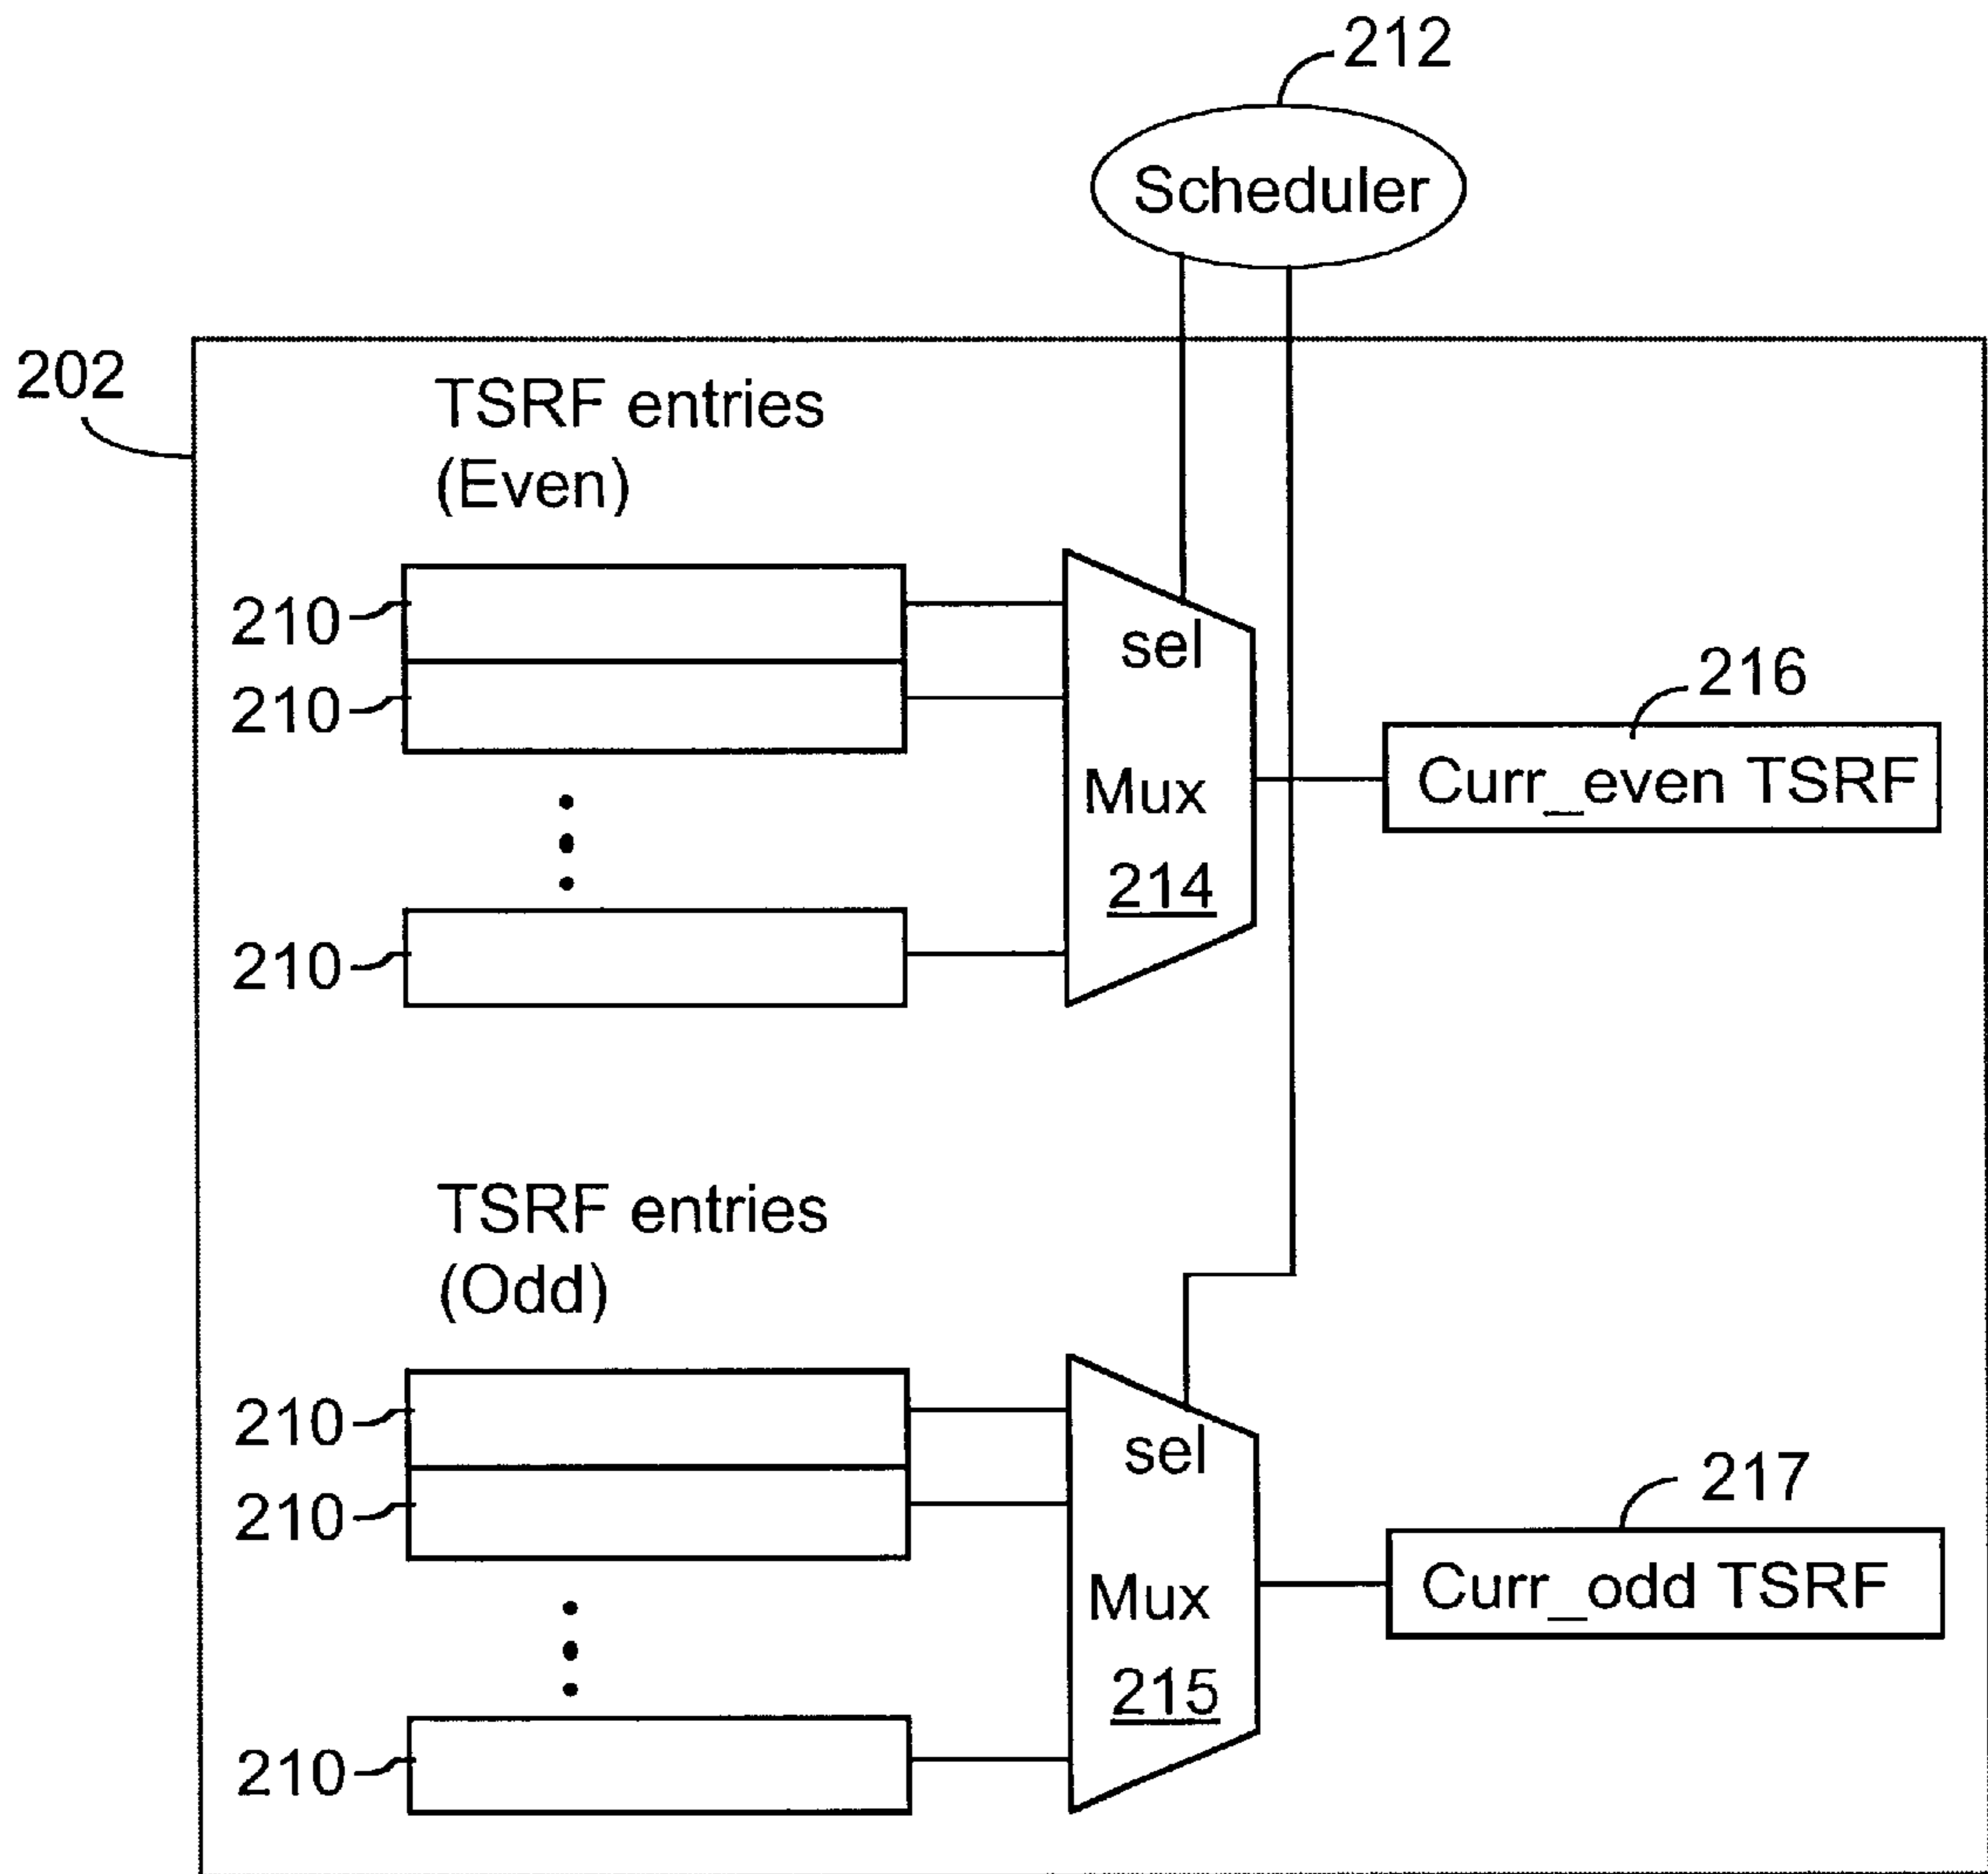 212
Scheduler
202
TSRF entries
(Even)
210
sel
210
216
Curr_even TSRF
Mux
214
210
TSRF entries
(Odd)
210
sel
210
217
Curr_odd TSRF
Mux
215
210